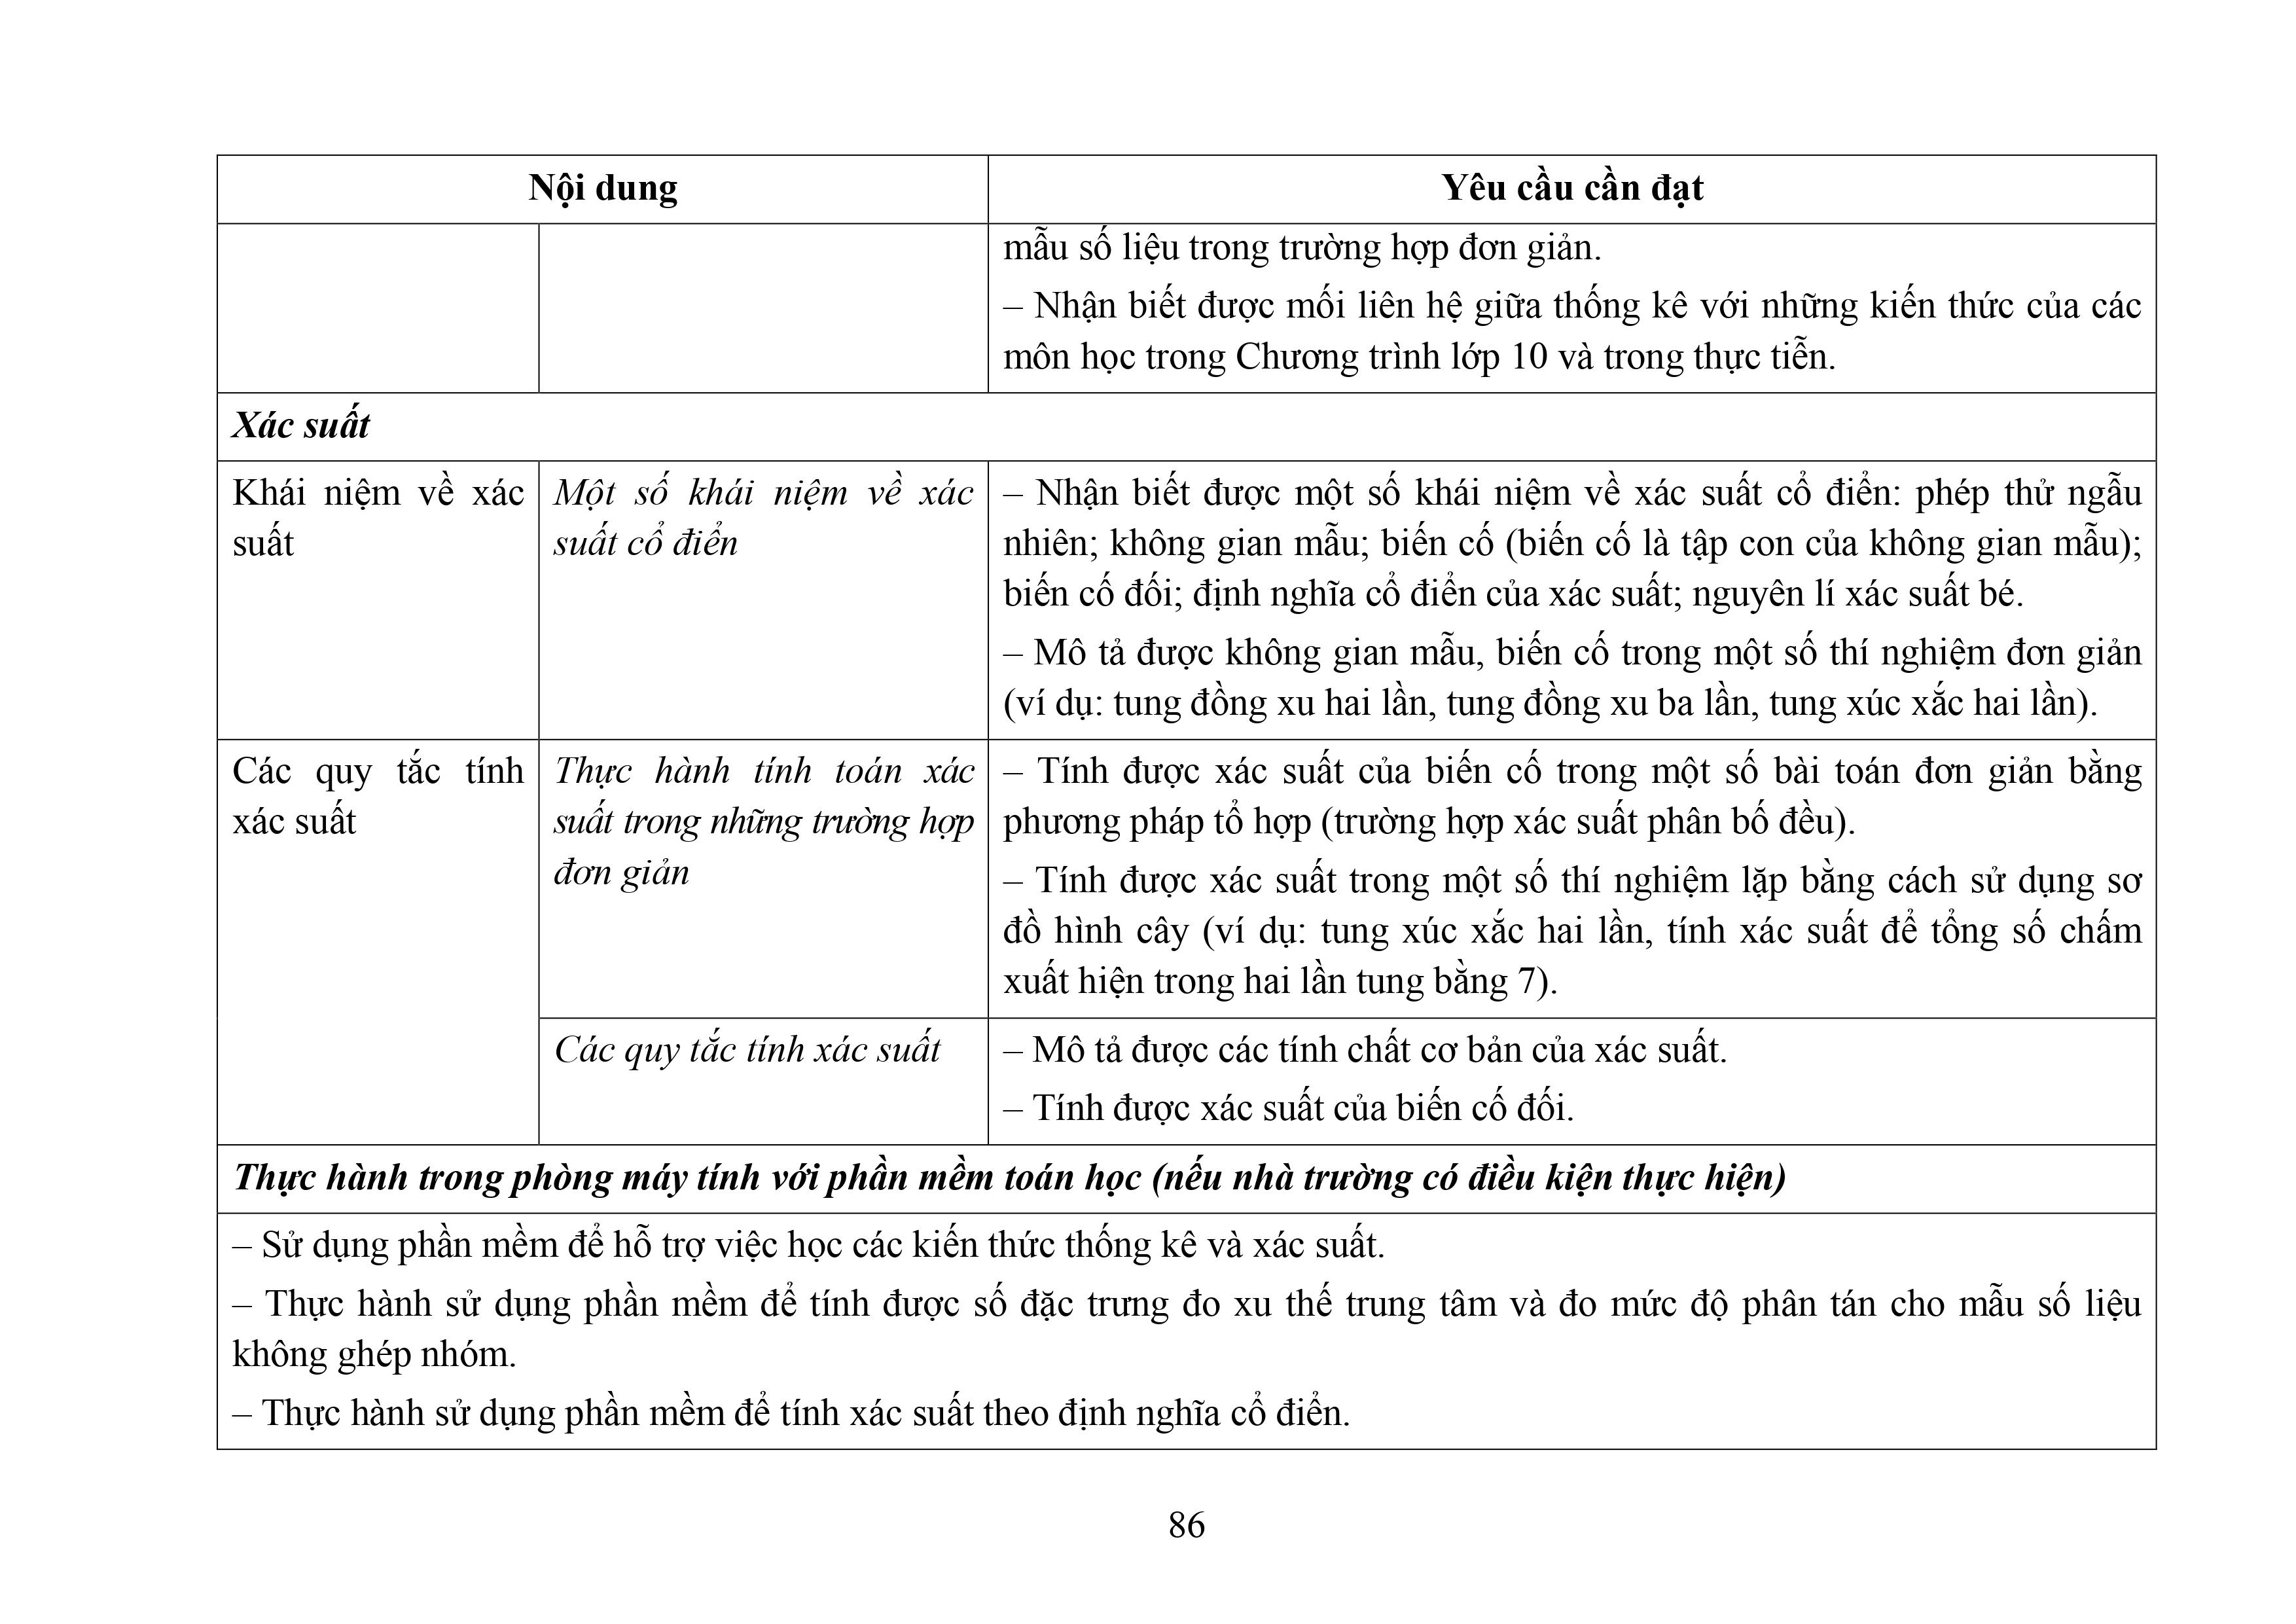 Nội dung
Yêu cầu cần đạt
mẫu số liệu trong trường hợp đơn giản.
– Nhận biết được mối liên hệ giữa thống kê với những kiến thức của các
môn học trong Chương trình lớp 10 và trong thực tiễn.
Xác suất
Khái niệm về xác
suất
Một số khái niệm về xác
suất cổ điển
– Nhận biết được một số khái niệm về xác suất cổ điển: phép thử ngẫu
nhiên; không gian mẫu; biến cố (biến cố là tập con của không gian mẫu);
biến cố đối; định nghĩa cổ điển của xác suất; nguyên lí xác suất bé.
– Mô tả được không gian mẫu, biến cố trong một số thí nghiệm đơn giản
(ví dụ: tung đồng xu hai lần, tung đồng xu ba lần, tung xúc xắc hai lần).
Các quy tắc tính
xác suất
Thực hành tính toán xác
suất trong những trường hợp
đơn giản
– Tính được xác suất của biến cố trong một số bài toán đơn giản bằng
phương pháp tổ hợp (trường hợp xác suất phân bố đều).
– Tính được xác suất trong một số thí nghiệm lặp bằng cách sử dụng sơ
đồ hình cây (ví dụ: tung xúc xắc hai lần, tính xác suất để tổng số chấm
xuất hiện trong hai lần tung bằng 7).
Các quy tắc tính xác suất
– Mô tả được các tính chất cơ bản của xác suất.
– Tính được xác suất của biến cố đối.
Thực hành trong phòng máy tính với phần mềm toán học (nếu nhà trường có điều kiện thực hiện)
– Sử dụng phần mềm để hỗ trợ việc học các kiến thức thống kê và xác suất.
– Thực hành sử dụng phần mềm để tính được số đặc trưng đo xu thế trung tâm và đo mức độ phân tán cho mẫu số liệu
không ghép nhóm.
– Thực hành sử dụng phần mềm để tính xác suất theo định nghĩa cổ điển.
86